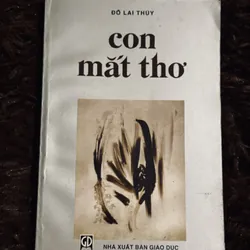 ĐỖ LAI THÚY
con
mắt thơ
GD
NHÀ XUẤT BẢN GIÁO DỤC